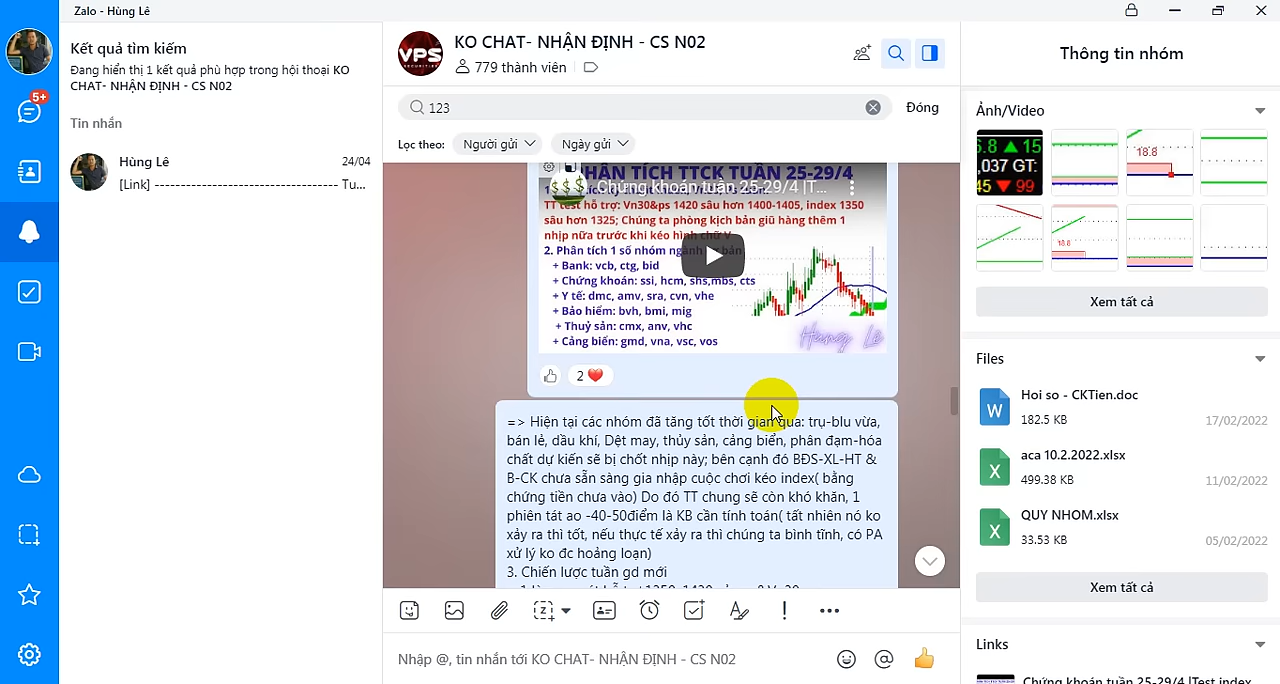 Zalo - Hùng Lê
Kết quả tìm kiếm
Đang hiển thị 1 kết quả phù hợp trong hội thoại KO
CHAT- NHẬN ĐỊNH - CS N02
Tin nhắn
Hùng Lê
24/04
[Link] --------------------------------- Tu...
5+
VPS
SECURITIES
KO CHAT- NHẬN ĐỊNH - CS N02
779 thành viên
123
Đóng
Lọc theo:
Người gửi
Ngày gửi
PHÂN TÍCH TTCK TUẦN 25-29/4
Chứng khoán tuần 25-29/4 |T...
TT test hỗ trợ: Vn30&ps 1420 sâu hơn 1400-1405, index 1350
sâu hơn 1325; Chúng ta phòng kịch bản giũ hàng thêm 1
nhịp nữa trước khi kéo hình chữ V
2. Phân tích 1 số nhóm ngành cơ bản
+ Bank: vcb, ctg, bid
+ Chứng khoán: ssi, hcm, shs,mbs, cts
+ Y tế: dmc, amv, sra, cvn, vhe
+ Bảo hiểm: bvh, bmi, mig
+ Thuỷ sản: cmx, anv, vhc
+ Cảng biển: gmd, vna, vsc, vos
Hung Lê
2
=> Hiện tại các nhóm đã tăng tốt thời gian qua: trụ-blu vừa,
bán lẻ, dầu khí, Dệt may, thủy sản, cảng biển, phân đạm-hóa
chất dự kiến sẽ bị chốt nhịp này; bên cạnh đó BĐS-XL-HT &
B-CK chưa sẵn sàng gia nhập cuộc chơi kéo index( bằng
chứng tiền chưa vào) Do đó TT chung sẽ còn khó khăn, 1
phiên tát ao -40-50điểm là KB cần tính toán( tất nhiên nó ko
xảy ra thì tốt, nếu thực tế xảy ra thì chúng ta bình tĩnh, có PA
xử lý ko đc hoảng loạn)
3. Chiến lược tuần gd mới
Nhập @, tin nhắn tới KO CHAT- NHẬN ĐỊNH - CS N02
Thông tin nhóm
Ảnh/Video
6.8 ▲ 15
,037 GT:
45 ▼ 99
18.8
18.8
Xem tất cả
Files
Hoi so - CKTien.doc
182.5 KB
17/02/2022
aca 10.2.2022.xlsx
499.38 KB
11/02/2022
QUY NHOM.xlsx
33.53 KB
05/02/2022
Xem tất cả
Links
Chứng khoán tuần 25-29/4 |Test index